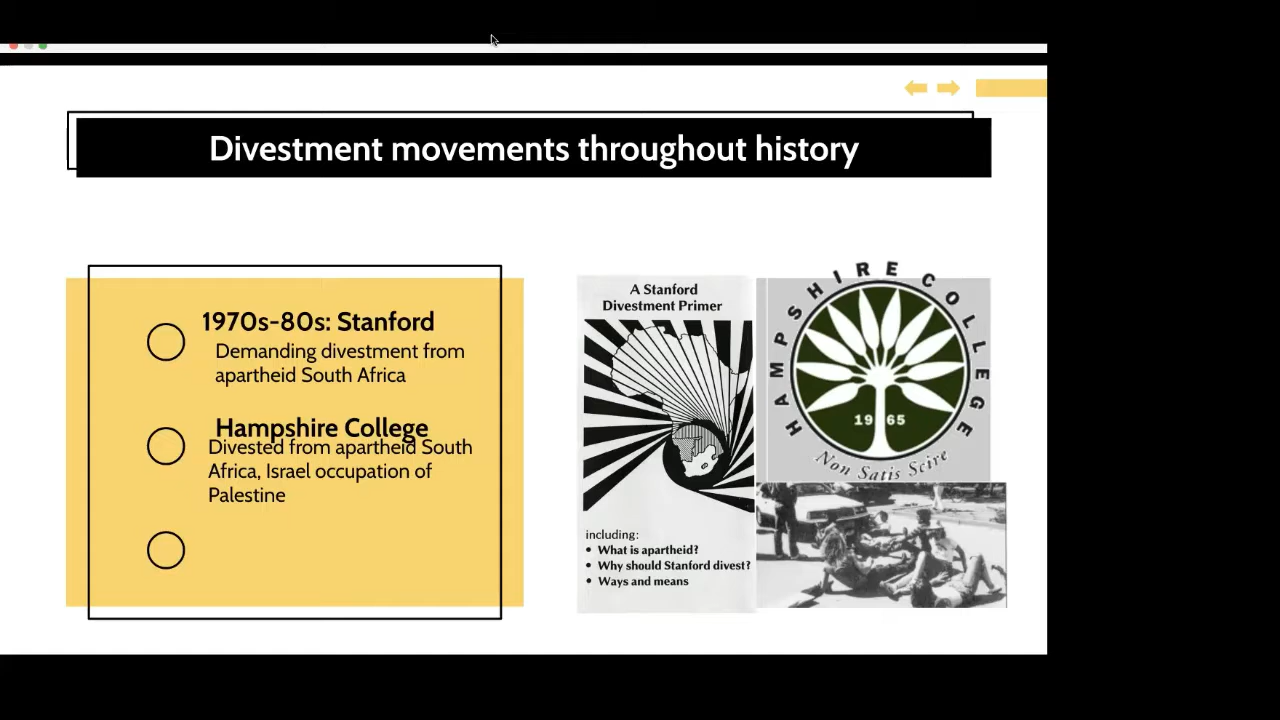 Divestment movements throughout history
1970s-80s: Stanford
Demanding divestment from
apartheid South Africa
Hampshire College
Divested from apartheid South
Africa, Israel occupation of
Palestine
A Stanford
Divestment Primer
including:
• What is apartheid?
• Why should Stanford divest?
• Ways and means
HAMPSHIRE COLLEGE
1965
Non Satis Scire